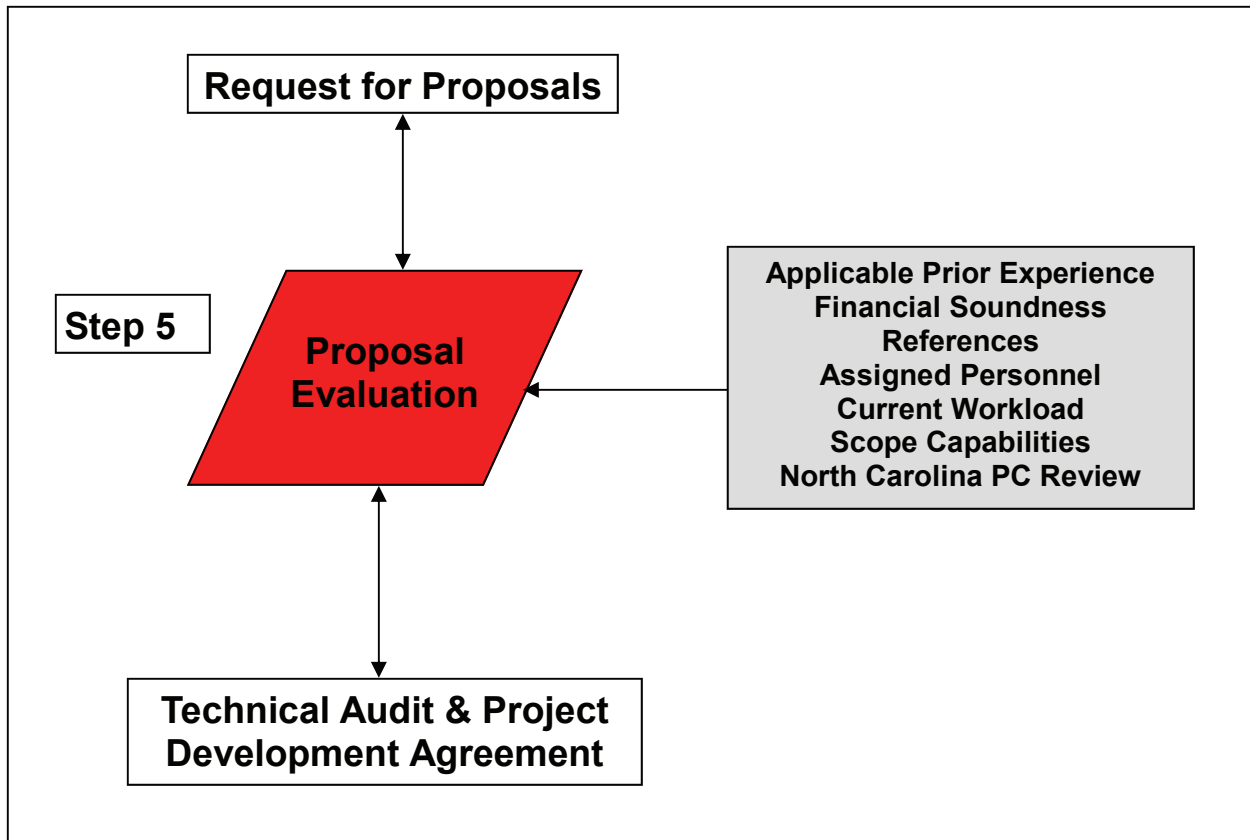 Request for Proposals
Step 5
Proposal
Evaluation
Applicable Prior Experience
Financial Soundness
References
Assigned Personnel
Current Workload
Scope Capabilities
North Carolina PC Review
Technical Audit & Project
Development Agreement